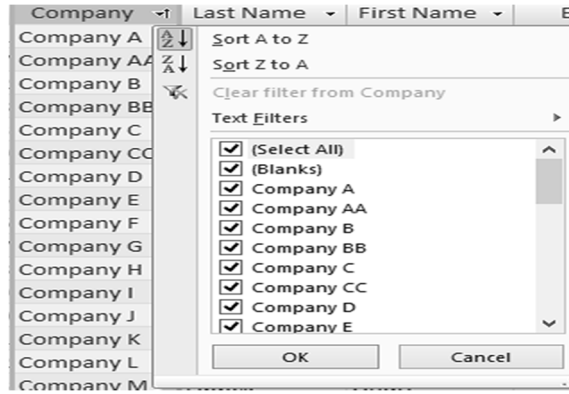 Company Last Name First Name E
Company A
Company AA
Company B
Company BB
Company C
Company CC
Company D
Company E
Company F
Company G
Company H
Company I
Company J
Company K
Company L
Company M
Sort A to Z
Sort Z to A
Clear filter from Company
Text Filters
(Select All)
(Blanks)
Company A
Company AA
Company B
Company BB
Company C
Company CC
Company D
Company E
OK Cancel